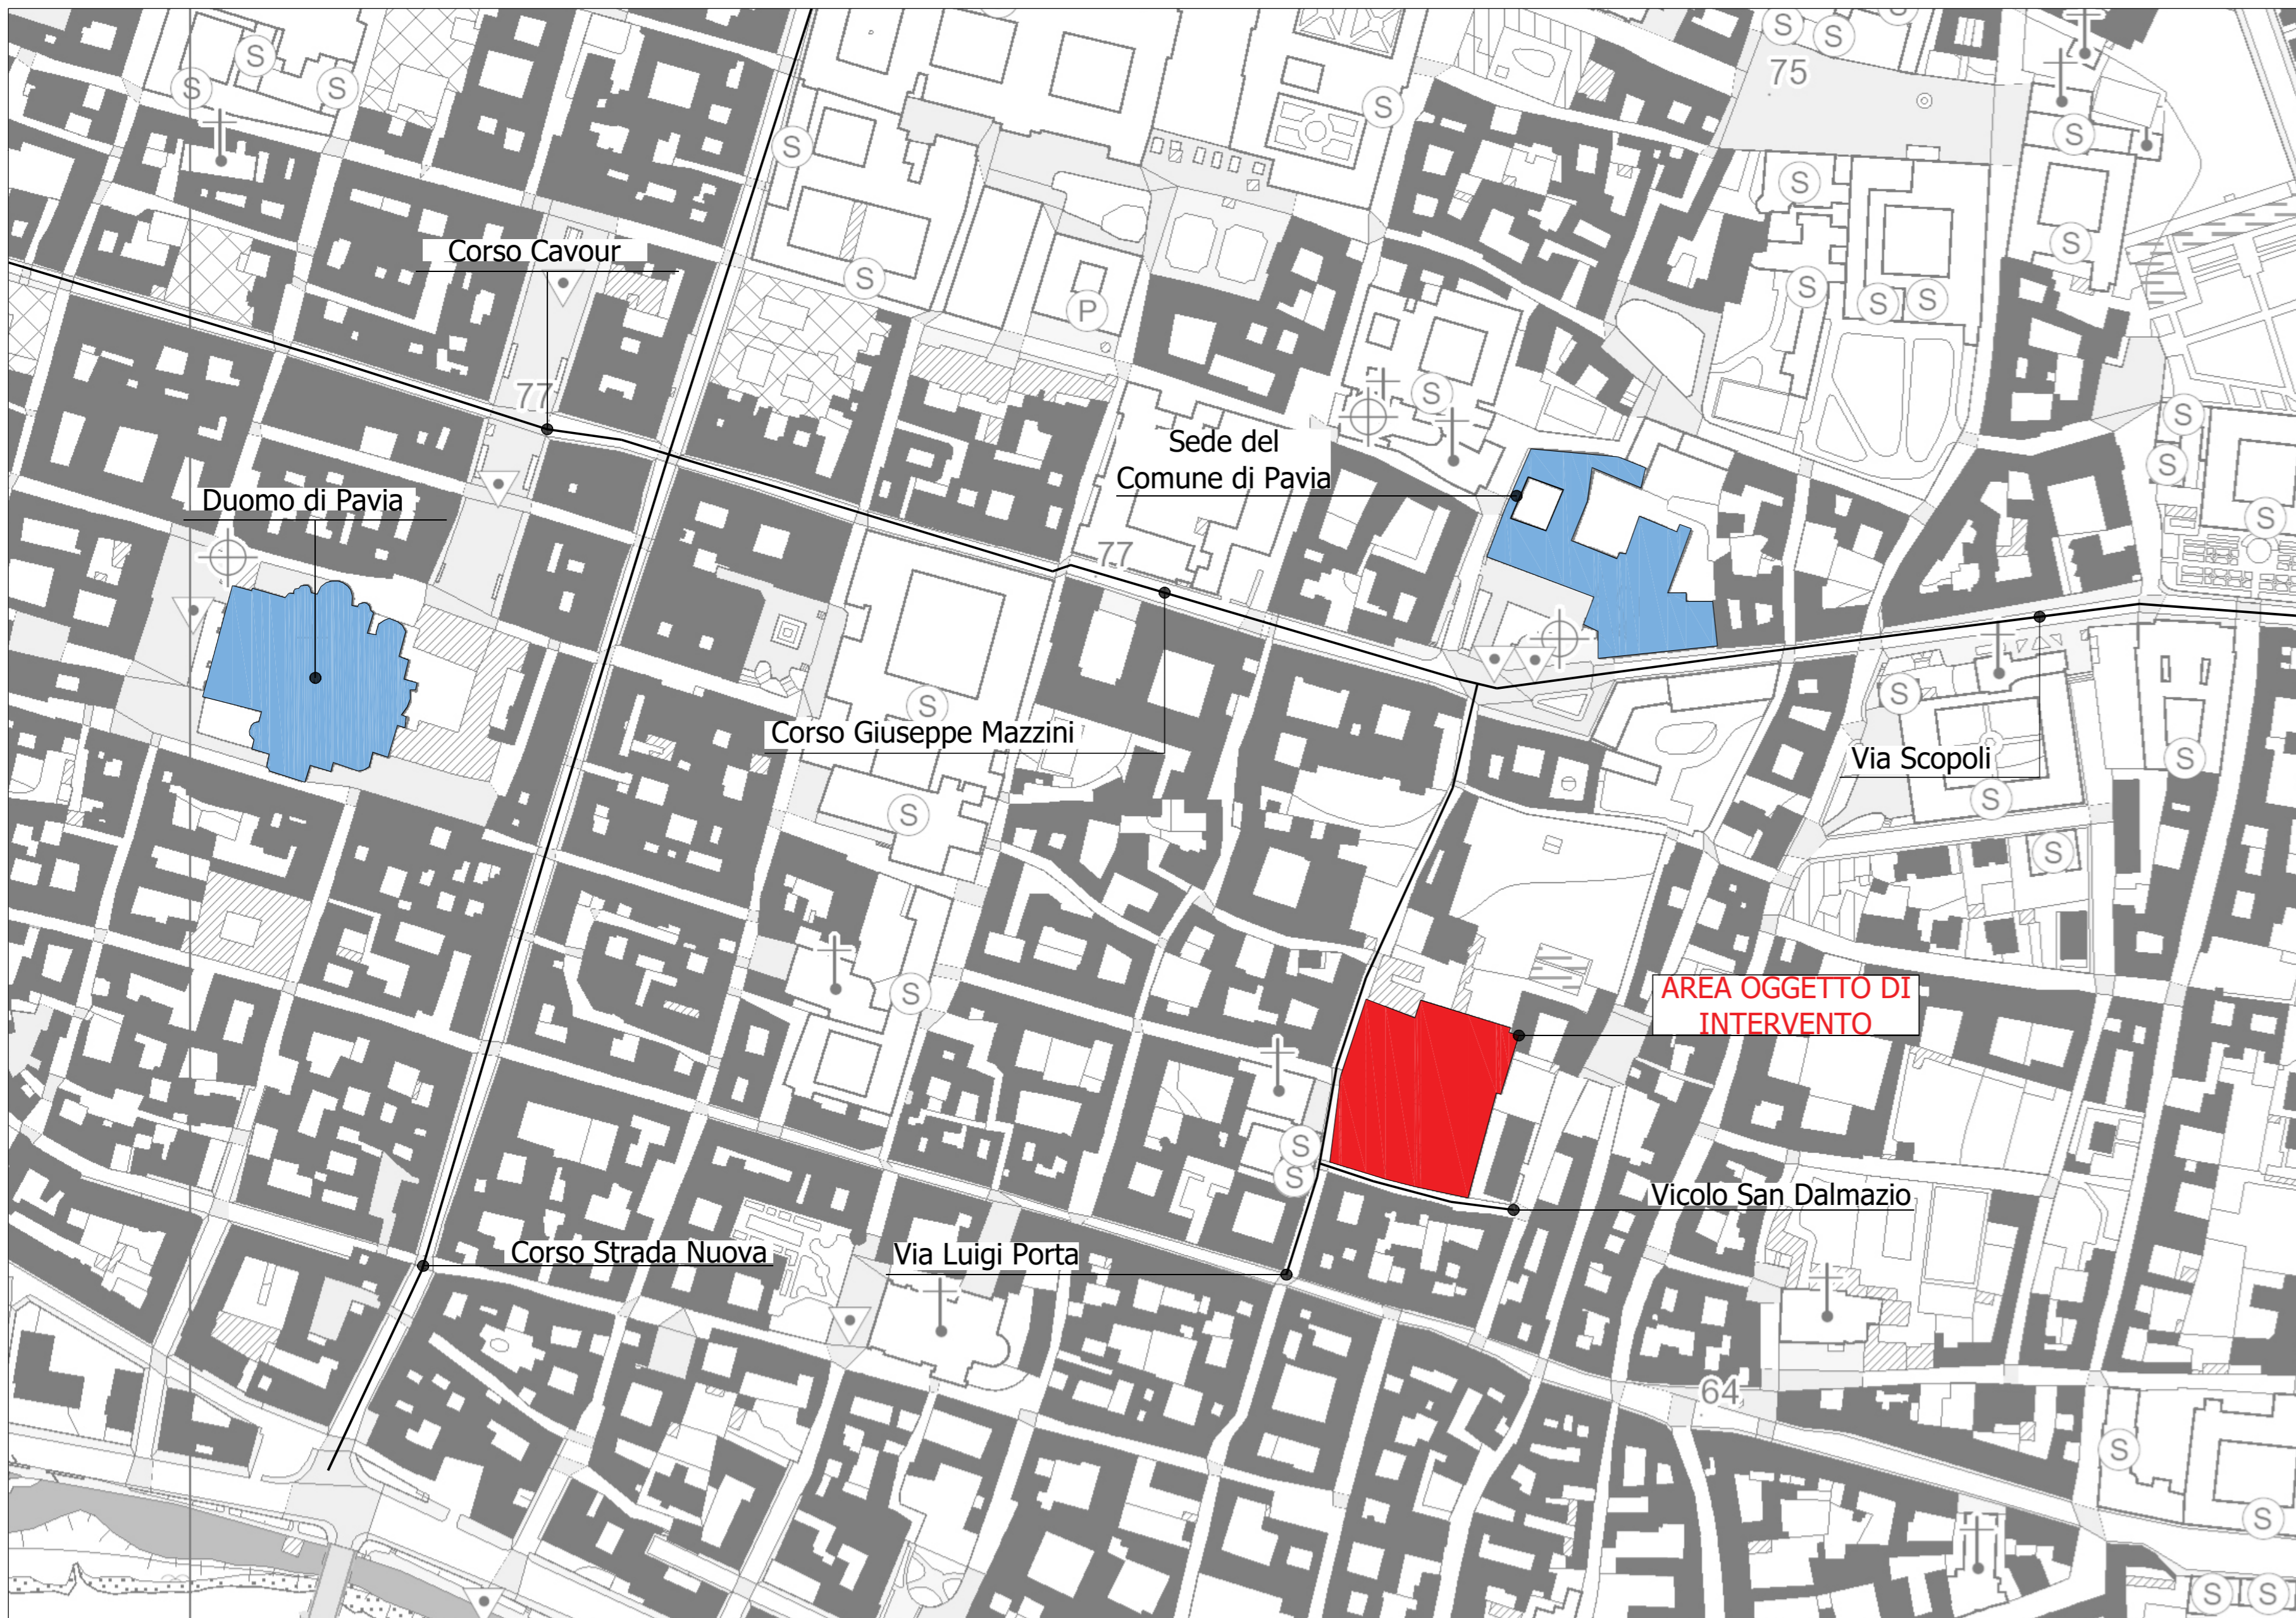 S
S
S
S
S
75
S
S
S
S
S
S
Corso Cavour
S
P
S
S
S
77
S
S
Sede del
Comune di Pavia
S
Duomo di Pavia
S
77
S
S
Corso Giuseppe Mazzini
Via Scopoli
S
S
S
S
S
AREA OGGETTO DI
INTERVENTO
S
S
Vicolo San Dalmazio
Corso Strada Nuova
Via Luigi Porta
64
S
S
S
S